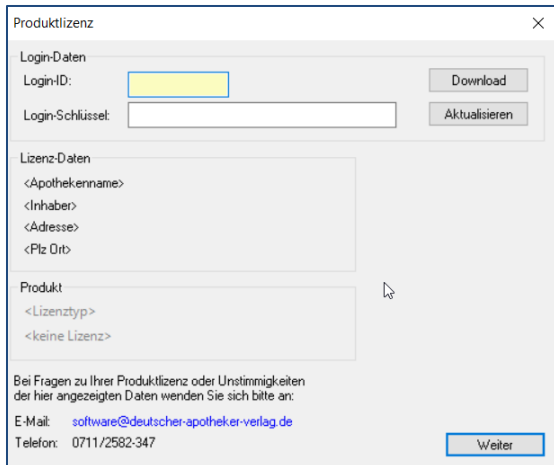 Produktlizenz
Login-Daten
Login-ID:
Download
Login-Schlüssel:
Aktualisieren
Lizenz-Daten
<Apothekenname>
<Inhaber>
<Adresse>
<Plz Ort>
Produkt
<Lizenztyp>
<keine Lizenz>
Bei Fragen zu Ihrer Produktlizenz oder Unstimmigkeiten
der hier angezeigten Daten wenden Sie sich bitte an:
E-Mail: software@deutscher-apotheker-verlag.de
Telefon: 0711/2582-347
Weiter